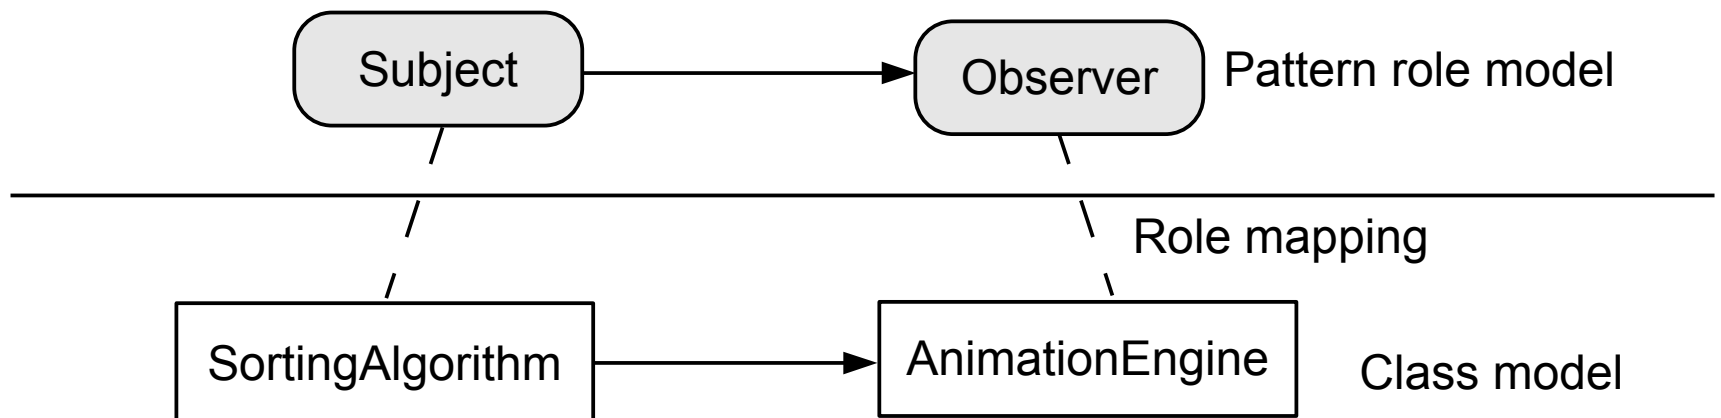 Subject
Observer
Pattern role model
Role mapping
SortingAlgorithm
AnimationEngine
Class model